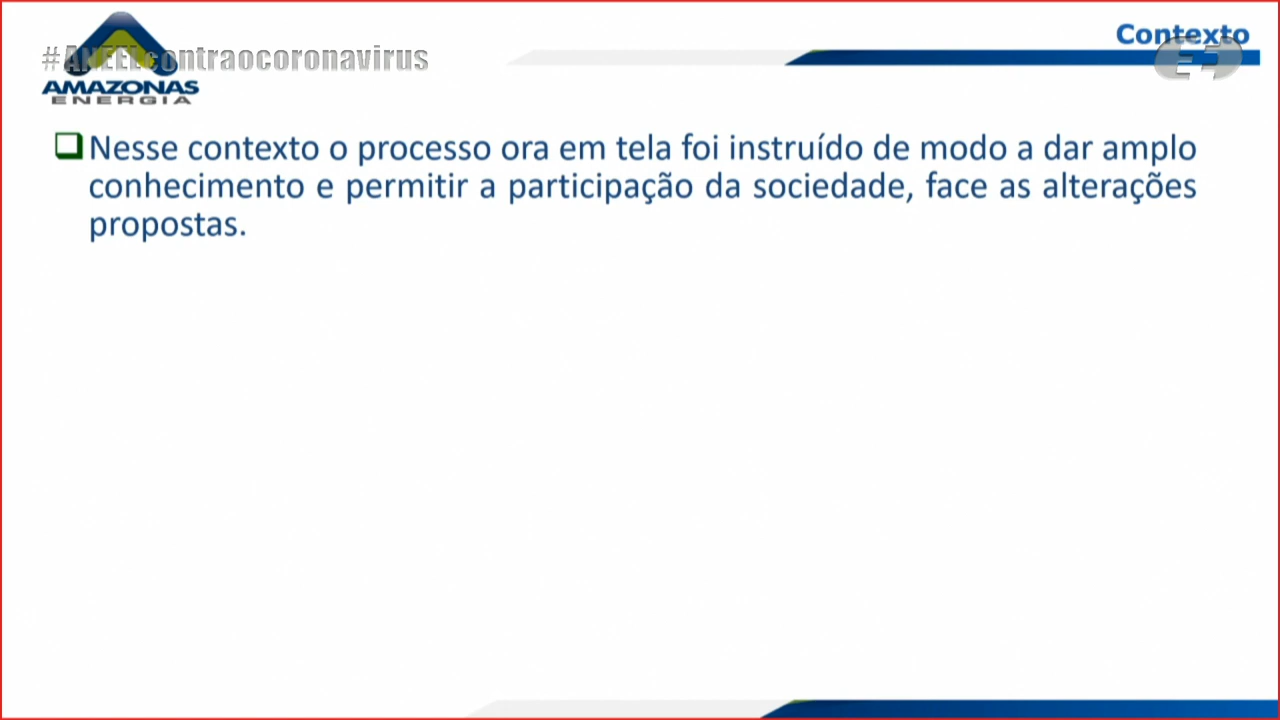 Contexto
#ANEELcontraocoronavirus
AMAZONAS
ENERGIA
Nesse contexto o processo ora em tela foi instruído de modo a dar amplo
conhecimento e permitir a participação da sociedade, face as alterações
propostas.